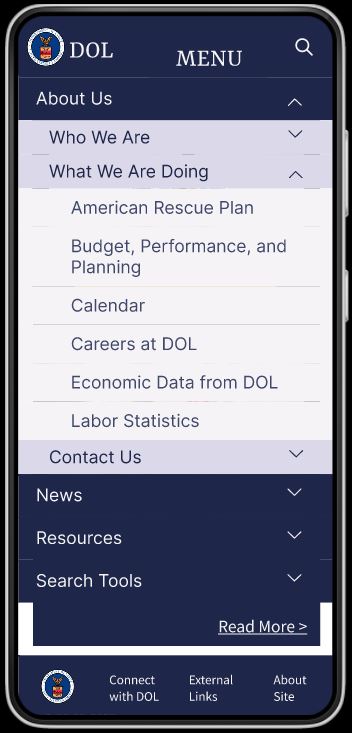 DOL
MENU
About Us
Who We Are
What We Are Doing
American Rescue Plan
Budget, Performance, and
Planning
Calendar
Careers at DOL
Economic Data from DOL
Labor Statistics
Contact Us
News
Resources
Search Tools
Read More >
Connect
with DOL
External
Links
About
Site